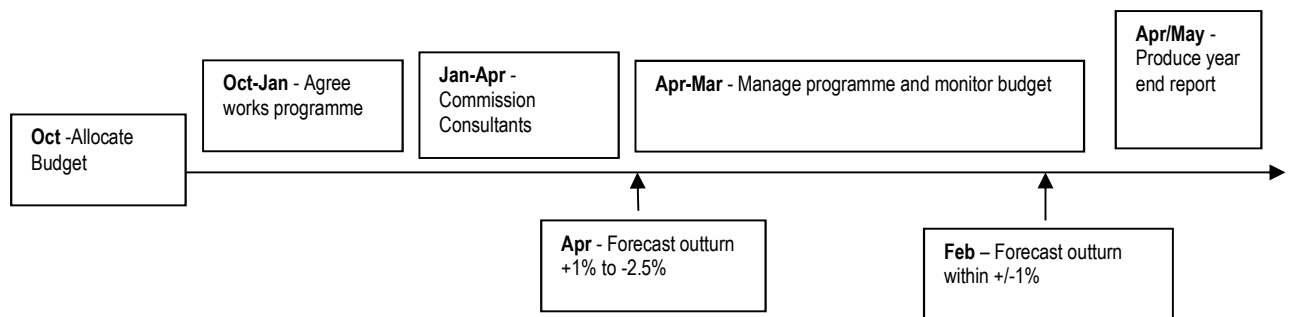 Oct -Allocate
Budget
Oct-Jan - Agree
works programme
Jan-Apr -
Commission
Consultants
Apr-Mar - Manage programme and monitor budget
Apr/May -
Produce year
end report
Apr - Forecast outturn
+1% to -2.5%
Feb – Forecast outturn
within +/-1%